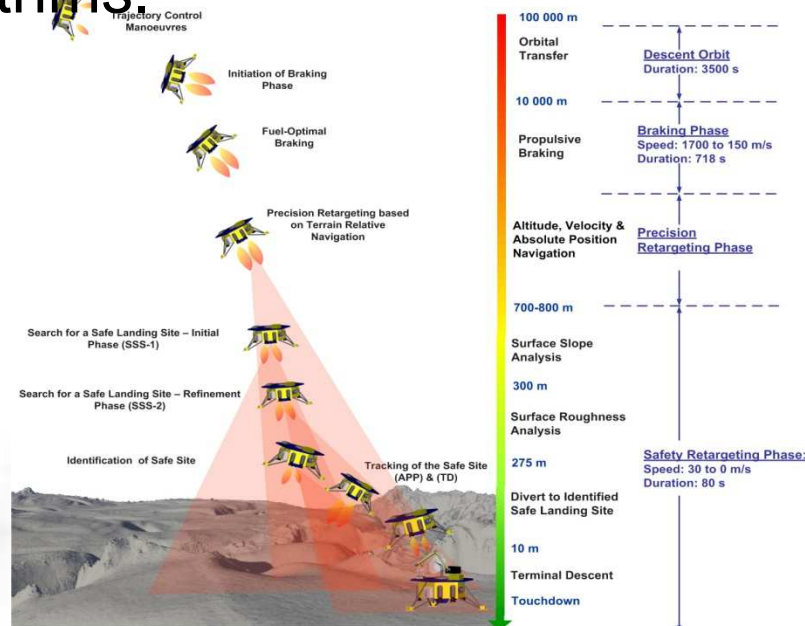 Trajectory Control
Manoeuvres
Initiation of Braking
Phase
Fuel-Optimal
Braking
Precision Retargeting based
on Terrain Relative
Navigation
Search for a Safe Landing Site – Initial
Phase (SSS-1)
Search for a Safe Landing Site – Refinement
Phase (SSS-2)
Identification of Safe Site
Tracking of the Safe Site
(APP) & (TD)
100 000 m
Orbital
Transfer
10 000 m
Propulsive
Braking
Altitude, Velocity &
Absolute Position
Navigation
700-800 m
Surface Slope
Analysis
300 m
Surface Roughness
Analysis
275 m
Divert to Identified
Safe Landing Site
10 m
Terminal Descent
Touchdown
Descent Orbit
Duration: 3500 s
Braking Phase
Speed: 1700 to 150 m/s
Duration: 718 s
Precision
Retargeting Phase
Safety Retargeting Phase:
Speed: 30 to 0 m/s
Duration: 80 s